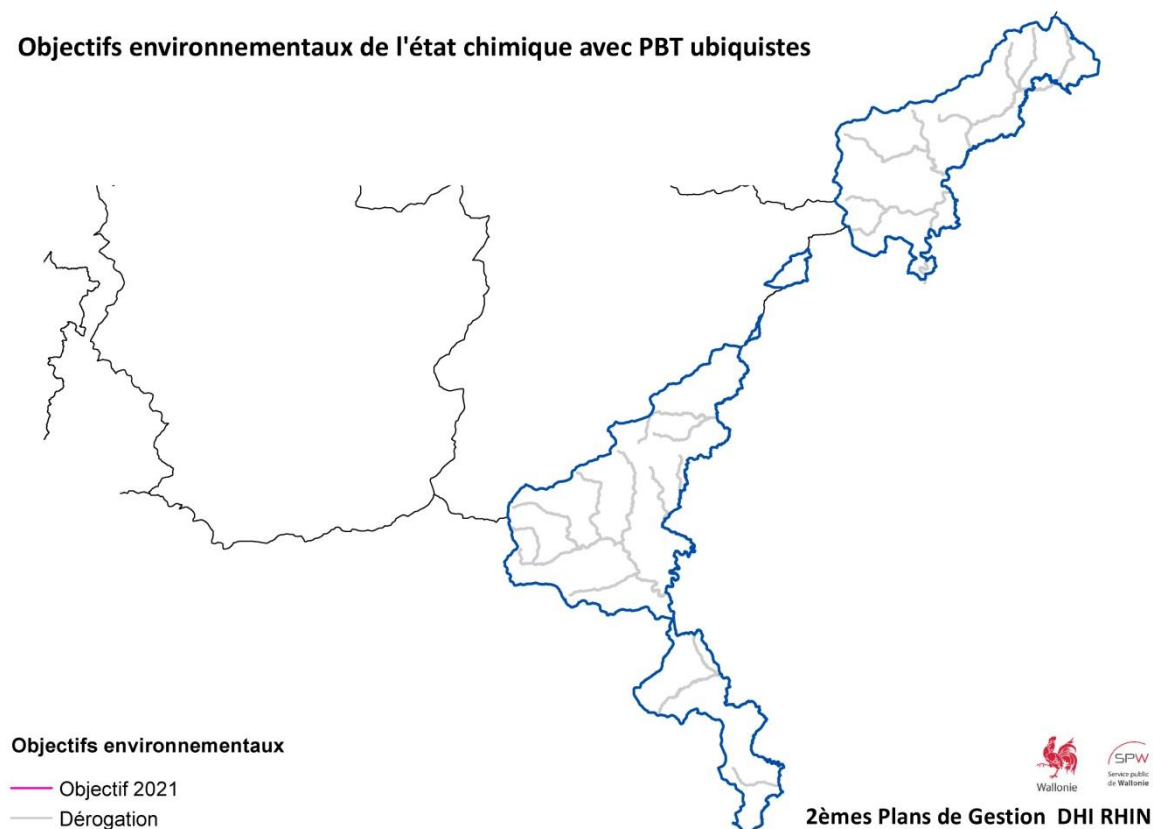 Objectifs environnementaux de l'état chimique avec PBT ubiquistes
Objectifs environnementaux
Objectif 2021
Dérogation
Wallonie
SPW
Service public
de Wallonie
2èmes Plans de Gestion DHI RHIN